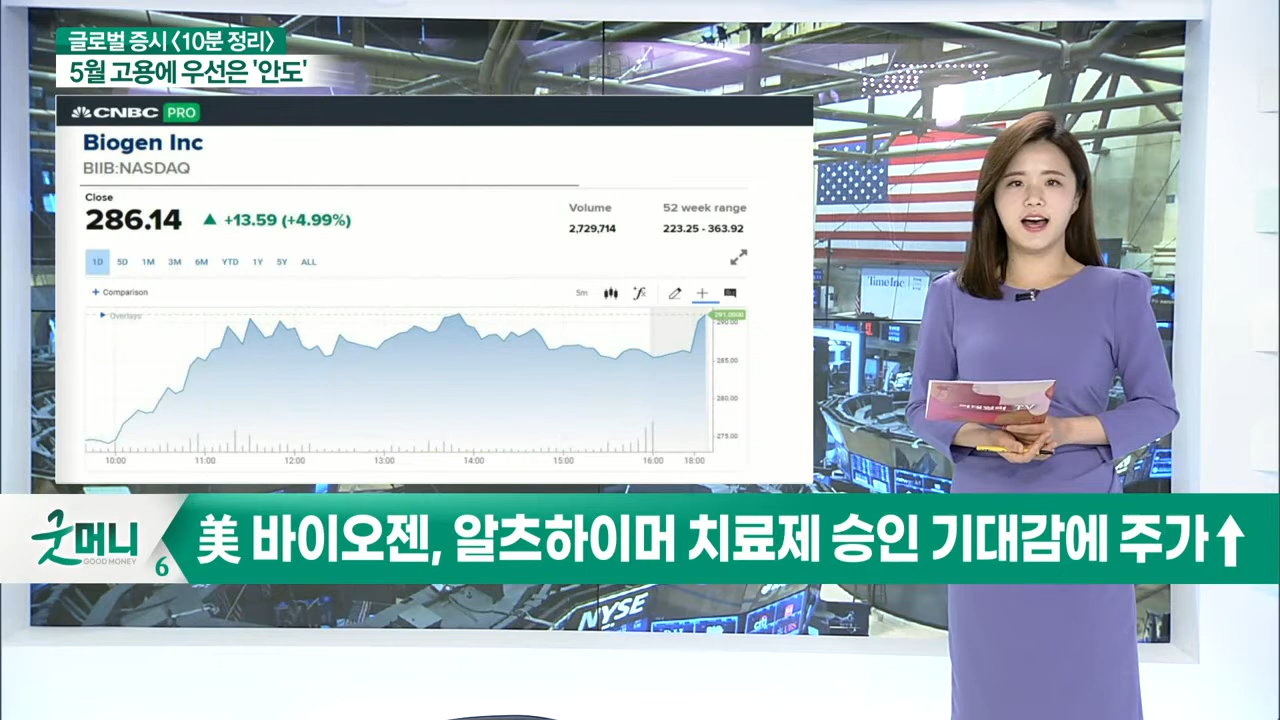 글로벌 증시 <10분 정리>
5월 고용에 우선은 '안도'
CNBC PRO
Biogen Inc
BIIB:NASDAQ
Close
286.14 ▲ +13.59 (+4.99%)
Volume
2,729,714
52 week range
223.25 - 363.92
1D 5D 1M 3M 6M YTD 1Y 5Y ALL
+ Comparison
5m
Overlays
291.0000
290.00
285.00
280.00
275.00
10:00 11:00 12:00 13:00 14:00 15:00 16:00 18:00
TimeInc
굿머니
GOOD MONEY
6
美 바이오젠, 알츠하이머 치료제 승인 기대감에 주가↑
NYSE